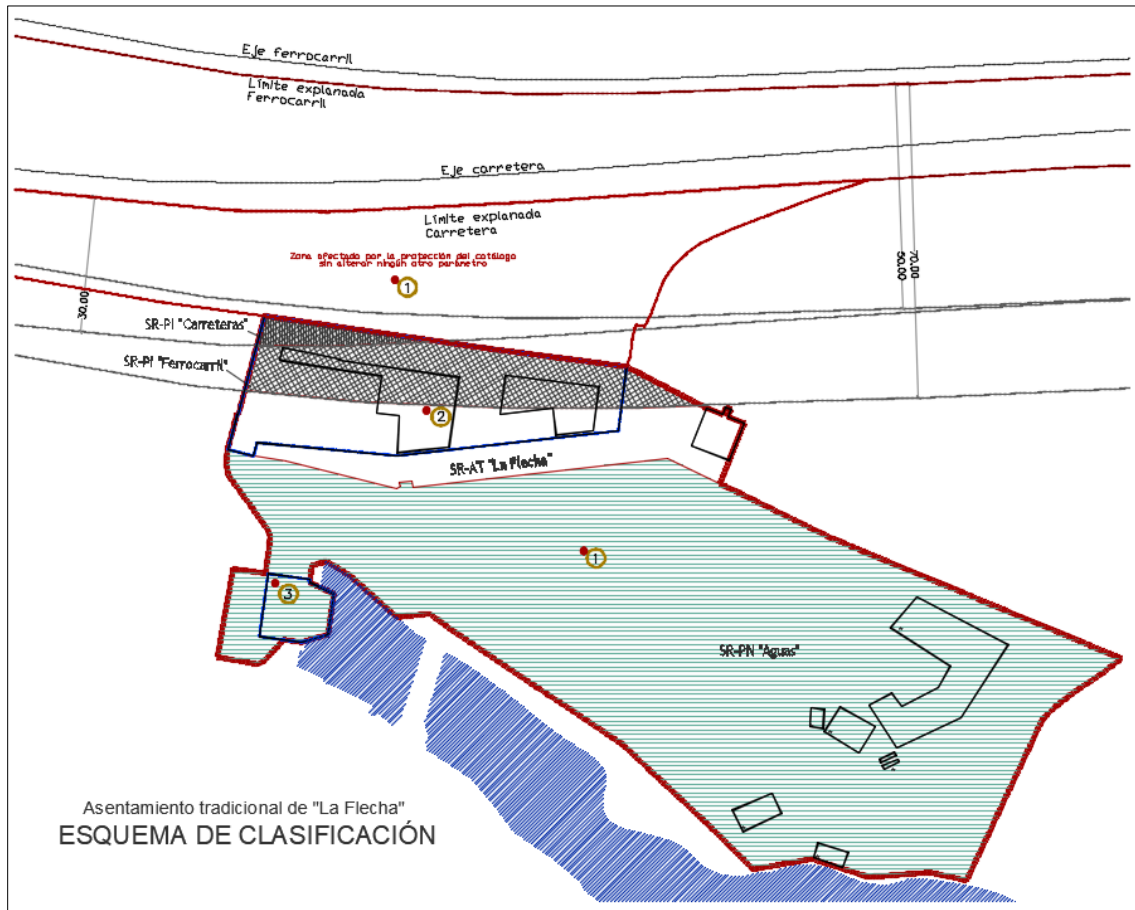 Eje ferrocarril
Límite explanada
Ferrocarril
Eje carretera
Límite explanada
Carretera
Zona afectada por la protección del catálogo
sin alterar ningún otro parámetro
1
30.00
50.00
70.00
SR-PI "Carreteras"
SR-PI "Ferrocarril"
2
SR-AT "La Flecha"
1
3
SR-PN "Aguas"
Asentamiento tradicional de "La Flecha"
ESQUEMA DE CLASIFICACIÓN